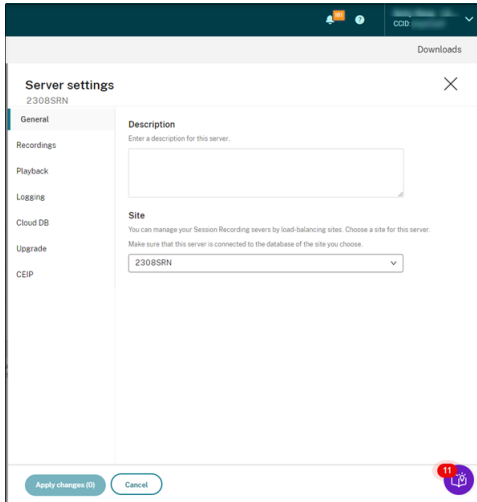 CCID:
Downloads
Server settings
2308SRN
General
Recordings
Playback
Logging
Cloud DB
Upgrade
CEIP
Description
Enter a description for this server.
Site
You can manage your Session Recording severs by load-balancing sites. Choose a site for this server.
Make sure that this server is connected to the database of the site you choose.
2308SRN
Apply changes (0)
Cancel
11